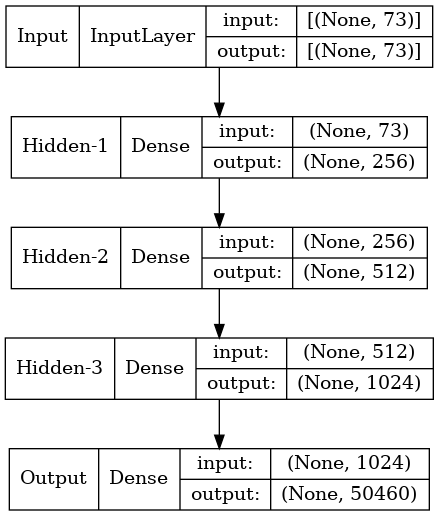 Input InputLayer input: [(None, 73)]
output: [(None, 73)]
Hidden-1 Dense input: (None, 73)
output: (None, 256)
Hidden-2 Dense input: (None, 256)
output: (None, 512)
Hidden-3 Dense input: (None, 512)
output: (None, 1024)
Output Dense input: (None, 1024)
output: (None, 50460)